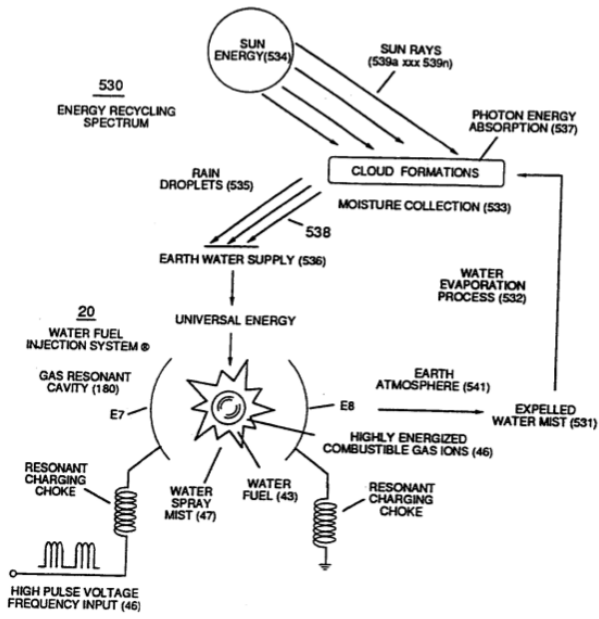 SUN
ENERGY(534)
SUN RAYS
(539a xxx 539n)
530
ENERGY RECYCLING
SPECTRUM
PHOTON ENERGY
ABSORPTION (537)
CLOUD FORMATIONS
RAIN
DROPLETS (535)
MOISTURE COLLECTION (533)
538
EARTH WATER SUPPLY (536)
WATER
EVAPORATION
PROCESS (532)
UNIVERSAL ENERGY
20
WATER FUEL
INJECTION SYSTEM ®
GAS RESONANT
CAVITY (180)
E7
E8
EARTH
ATMOSPHERE (541)
EXPELLED
WATER MIST (531)
HIGHLY ENERGIZED
COMBUSTIBLE GAS IONS (46)
RESONANT
CHARGING
CHOKE
WATER
SPRAY
MIST (47)
WATER
FUEL (43)
RESONANT
CHARGING
CHOKE
HIGH PULSE VOLTAGE
FREQUENCY INPUT (46)